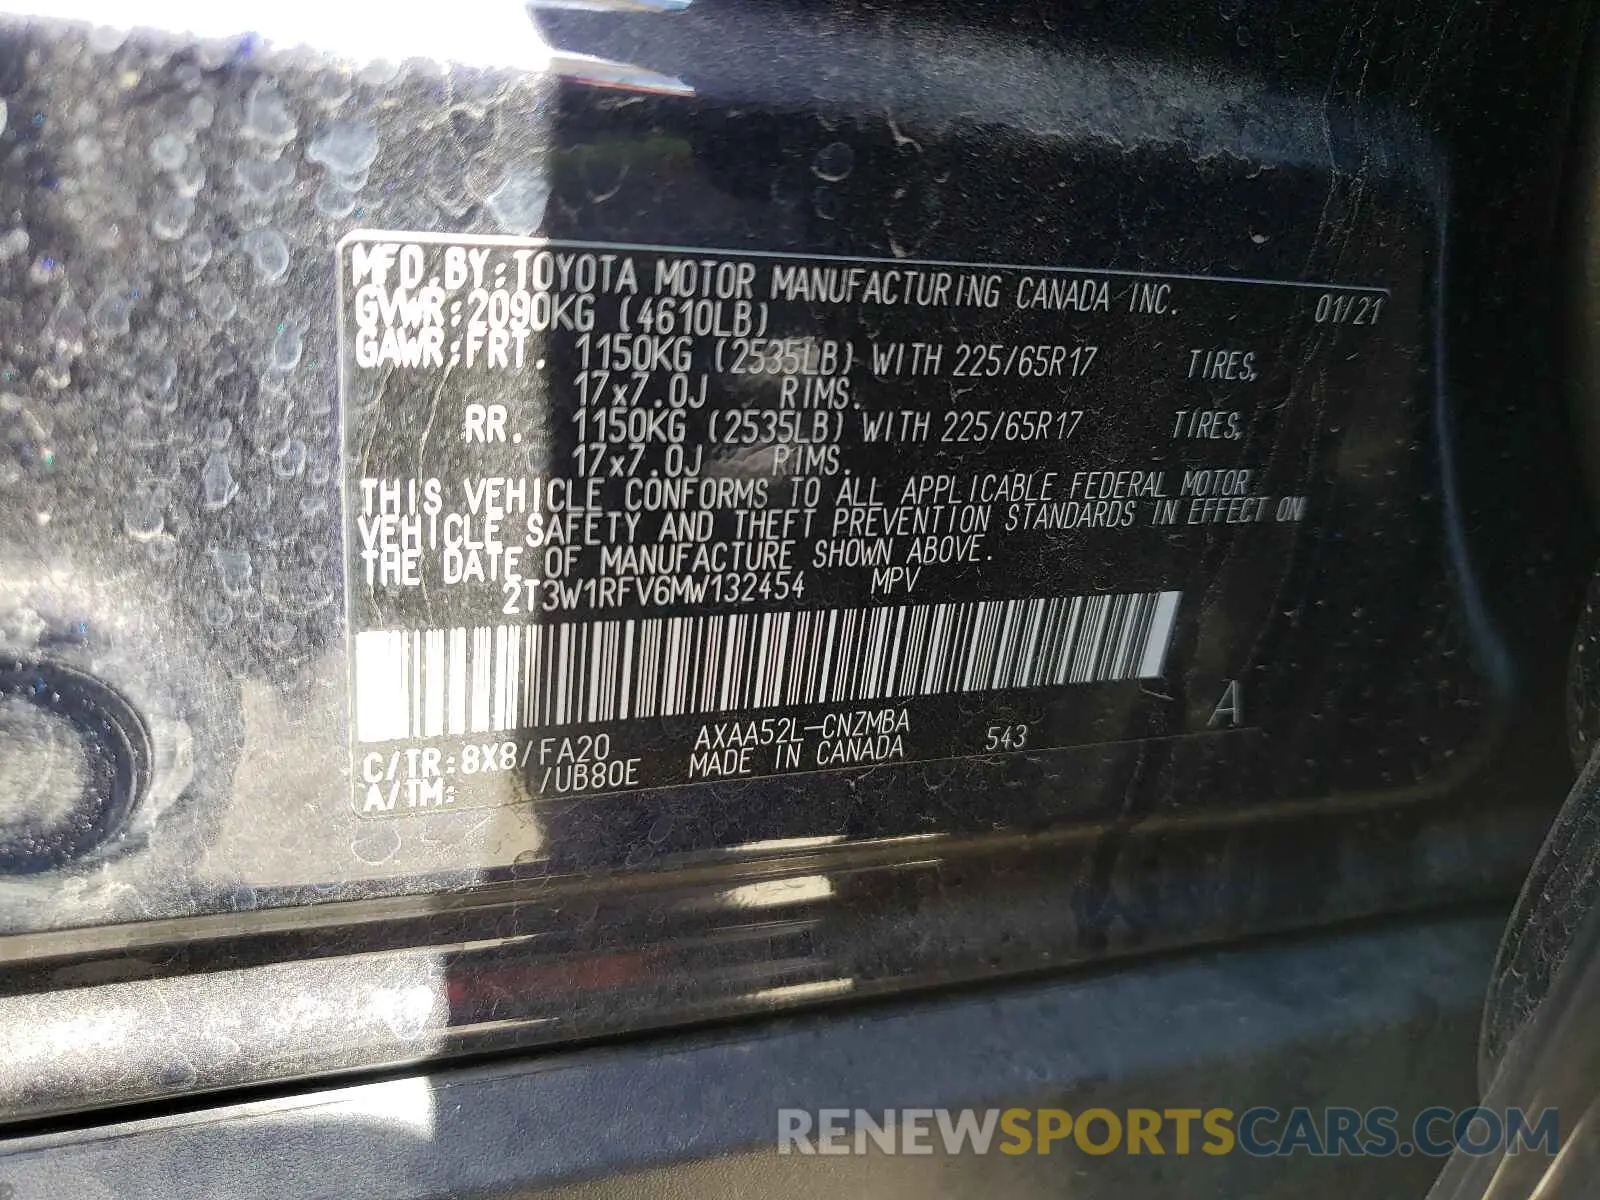 MFD.BY:TOYOTA MOTOR MANUFACTURING CANADA INC. 01/21
GVWR:2090KG (4610LB)
GAWR:FRT. 1150KG (2535LB) WITH 225/65R17 TIRES,
17x7.0J RIMS.
RR. 1150KG (2535LB) WITH 225/65R17 TIRES,
17x7.0J RIMS.
THIS VEHICLE CONFORMS TO ALL APPLICABLE FEDERAL MOTOR
VEHICLE SAFETY AND THEFT PREVENTION STANDARDS IN EFFECT ON
THE DATE OF MANUFACTURE SHOWN ABOVE.
2T3W1RFV6MW132454 MPV
A
C/TR:8X8/FA20 AXAA52L-CNZMBA 543
A/TM: /UB80E MADE IN CANADA
RENEWSPORTSCARS.COM